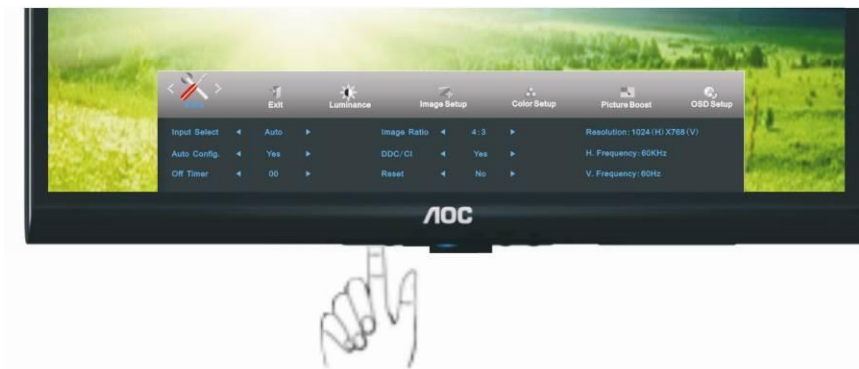 Exit Luminance Image Setup Color Setup Picture Boost OSD Setup
Input Select Auto Image Ratio 4:3 Resolution: 1024 (H) X768 (V)
Auto Config. Yes DDC/CI Yes H. Frequency: 60KHz
Off Timer 00 Reset No V. Frequency: 60Hz
AOC